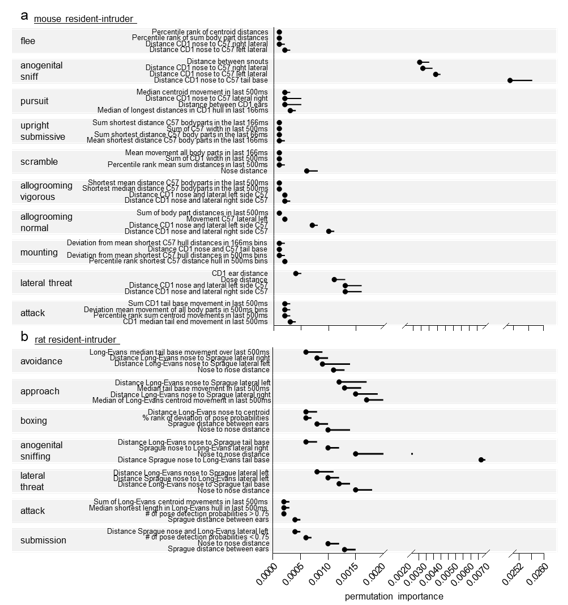 a mouse resident-intruder
flee
Percentile rank of centroid distances
Percentile rank of sum body part distances
Distance CD1 nose to C57 right lateral
Distance CD1 nose to C57 left lateral
anogenital sniff
Distance between snouts
Distance CD1 nose to C57 right lateral
Distance CD1 nose to C57 left lateral
Distance CD1 nose to C57 tail base
pursuit
Median centroid movement in last 500ms
Distance CD1 nose to C57 lateral right
Distance between CD1 ears
Median of longest distances in CD1 hull in last 166ms
upright submissive
Sum shortest distance C57 bodyparts in the last 166ms
Sum of C57 width in last 500ms
Sum shortest distance C57 bodyparts in the last 66ms
Mean shortest distance C57 bodyparts in the last 166ms
scramble
Mean movement all body parts in last 166ms
Sum of CD1 width in last 500ms
Percentile rank mean sum distances in last 500ms
Nose distance
allogrooming vigorous
Shortest mean distance C57 bodyparts in the last 500ms
Shortest median distance C57 bodyparts in the last 500ms
Distance CD1 nose and lateral left side C57
Distance CD1 nose and lateral right side C57
allogrooming normal
Sum of body part distances in last 500ms
Movement C57 lateral left
Distance CD1 nose and lateral left side C57
Distance CD1 nose and lateral right side C57
mounting
Deviation from mean shortest C57 hull distances in 166ms bins
Distance CD1 nose and C57 tail base
Deviation from mean shortest C57 hull distances in 500ms bins
Percentile rank shortest C57 distance hull in 500ms bins
lateral threat
CD1 ear distance
Dose distance
Distance CD1 nose and lateral left side C57
Distance CD1 nose and lateral right side C57
attack
Sum CD1 tail base movement in last 500ms
Deviation mean movement of all body parts in 500ms bins
Percentile rank sum centroid movements in last 500ms
CD1 median tail end movement in last 500ms
b rat resident-intruder
avoidance
Long-Evans median tail base movement over last 500ms
Distance Long-Evans nose to Sprague lateral right
Distance Long-Evans nose to Sprague lateral left
Nose to nose distance
approach
Distance Long-Evans nose to Sprague lateral left
Median tail base movement in last 500ms
Distance Long-Evans nose to Sprague lateral right
Median of Long-Evans centroid movement in last 500ms
boxing
Distance Long-Evans nose to centroid
% rank of deviation of pose probabilities
Sprague distance between ears
Nose to nose distance
anogenital sniffing
Distance Long-Evans nose to Sprague tail base
Sprague nose to Long-Evans lateral right
Nose to nose distance
Distance Sprague nose to Long-Evans tail base
lateral threat
Distance Long-Evans nose to Sprague lateral left
Distance Sprague nose to Long-Evans lateral left
Distance Long-Evans nose to Sprague tail base
Nose to nose distance
attack
Sum of Long-Evans centroid movements in last 500ms
Median shortest length in Long-Evans hull in last 500ms
# of pose detection probabilities > 0.75
Sprague distance between ears
submission
Distance Sprague nose and Long-Evans lateral left
# of pose detection probabilities < 0.75
Nose to nose distance
Sprague distance between ears
0.0000 0.0005 0.0010 0.0015 0.0020 0.0020 0.0030 0.0040 0.0050 0.0060 0.0070 0.0252 0.0260
permutation importance